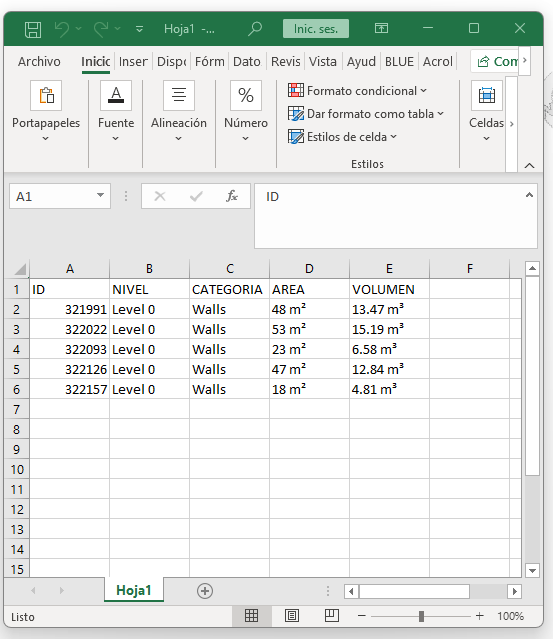 Hoja1 -... Inic. ses.
Archivo Inicic Inser Dispo Fórm Dato. Revis Vista Ayud BLUE Acrol Com
Portapapeles Fuente Alineación % Número
Formato condicional
Dar formato como tabla
Estilos de celda
Estilos
Celdas
A1 fx ID
A B C D E F
1 ID NIVEL CATEGORIA AREA VOLUMEN
2 321991 Level 0 Walls 48 m² 13.47 m³
3 322022 Level 0 Walls 53 m² 15.19 m³
4 322093 Level 0 Walls 23 m² 6.58 m³
5 322126 Level 0 Walls 47 m² 12.84 m³
6 322157 Level 0 Walls 18 m² 4.81 m³
7
8
9
10
11
12
13
14
15
Hoja1
Listo 100%